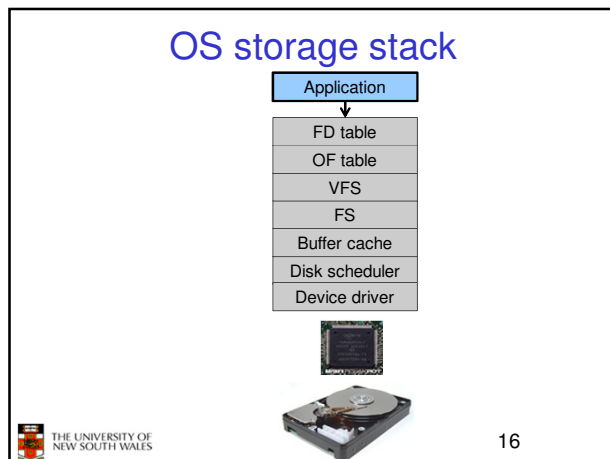 OS storage stack
Application
FD table
OF table
VFS
FS
Buffer cache
Disk scheduler
Device driver
THE UNIVERSITY OF
NEW SOUTH WALES
16